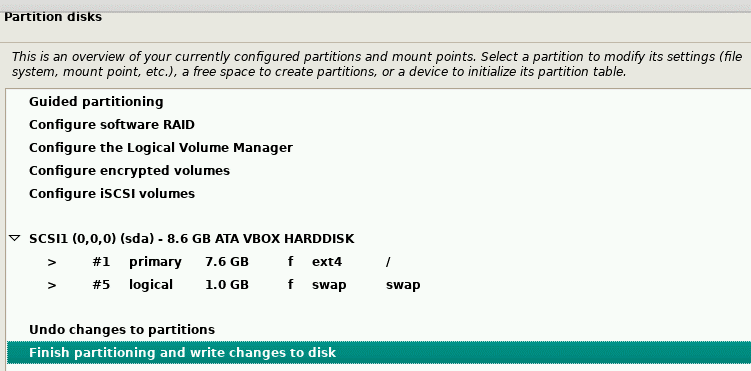 Partition disks
This is an overview of your currently configured partitions and mount points. Select a partition to modify its settings (file
system, mount point, etc.), a free space to create partitions, or a device to initialize its partition table.
Guided partitioning
Configure software RAID
Configure the Logical Volume Manager
Configure encrypted volumes
Configure iSCSI volumes
SCSI1 (0,0,0) (sda) - 8.6 GB ATA VBOX HARDDISK
> #1 primary 7.6 GB f ext4 /
> #5 logical 1.0 GB f swap swap
Undo changes to partitions
Finish partitioning and write changes to disk